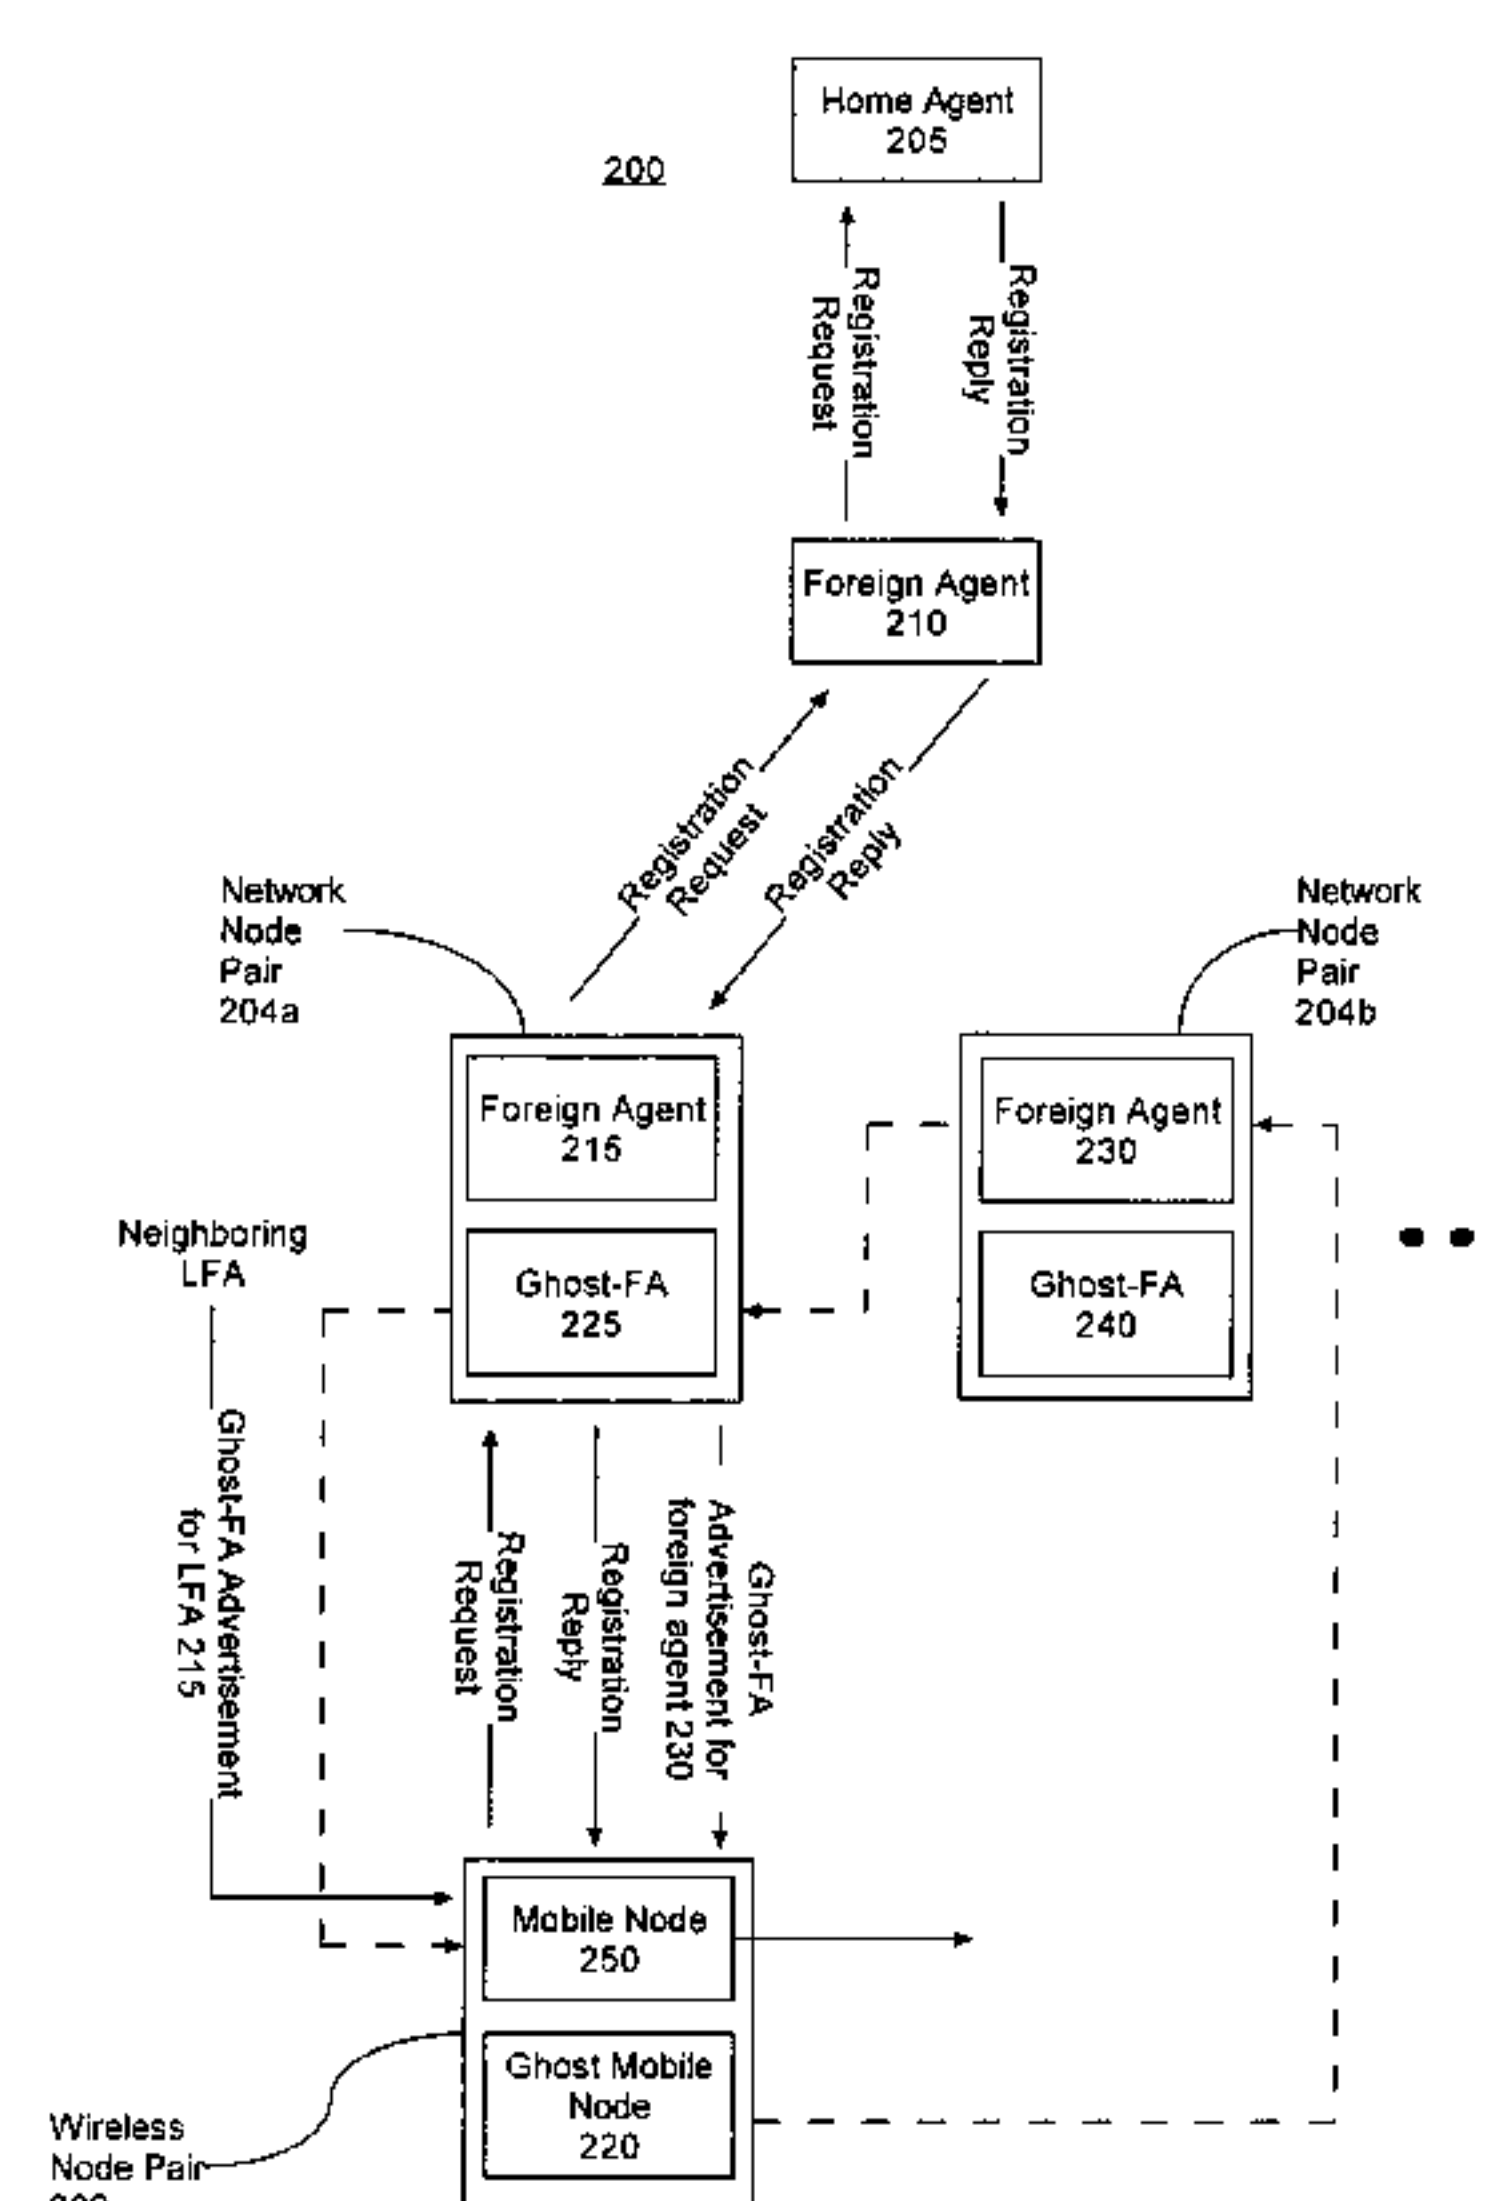 Home Agent
205
200
Registration
Request
Registration
Reply
Foreign Agent
210
Registration
Request
Registration
Reply
Network
Node
Pair
204a
Network
Node
Pair
204b
Foreign Agent
215
Foreign Agent
230
Neighboring
LFA
Ghost-FA
225
Ghost-FA
240
Ghost-FA Advertisement
for LFA 215
Registration
Request
Registration
Reply
Ghost-FA
Advertisement for
foreign agent 230
Mobile Node
250
Ghost Mobile
Node
220
Wireless
Node Pair